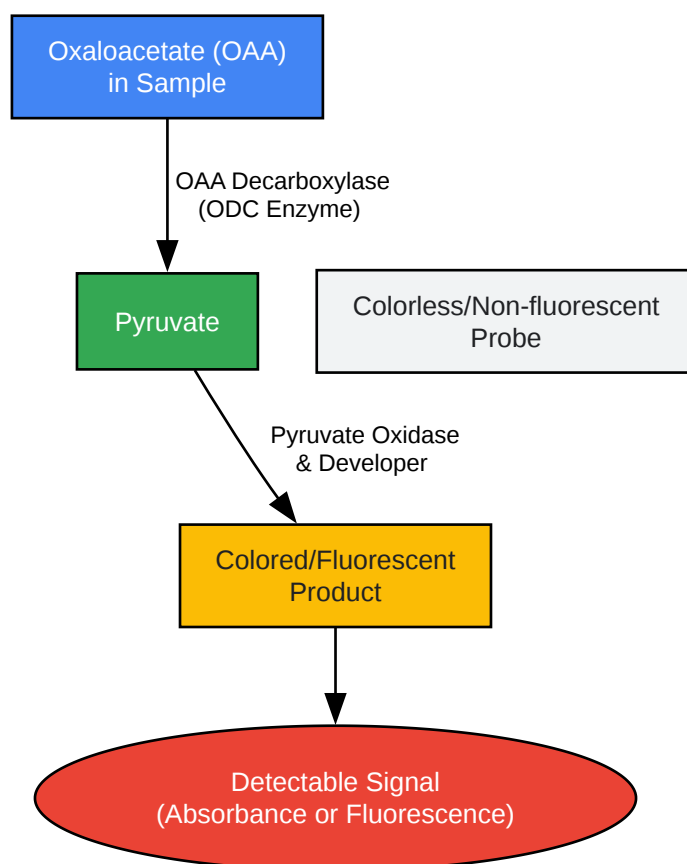 Oxaloacetate (OAA)
in Sample
OAA Decarboxylase
(ODC Enzyme)
Pyruvate
Colorless/Non-fluorescent
Probe
Pyruvate Oxidase
& Developer
Colored/Fluorescent
Product
Detectable Signal
(Absorbance or Fluorescence)